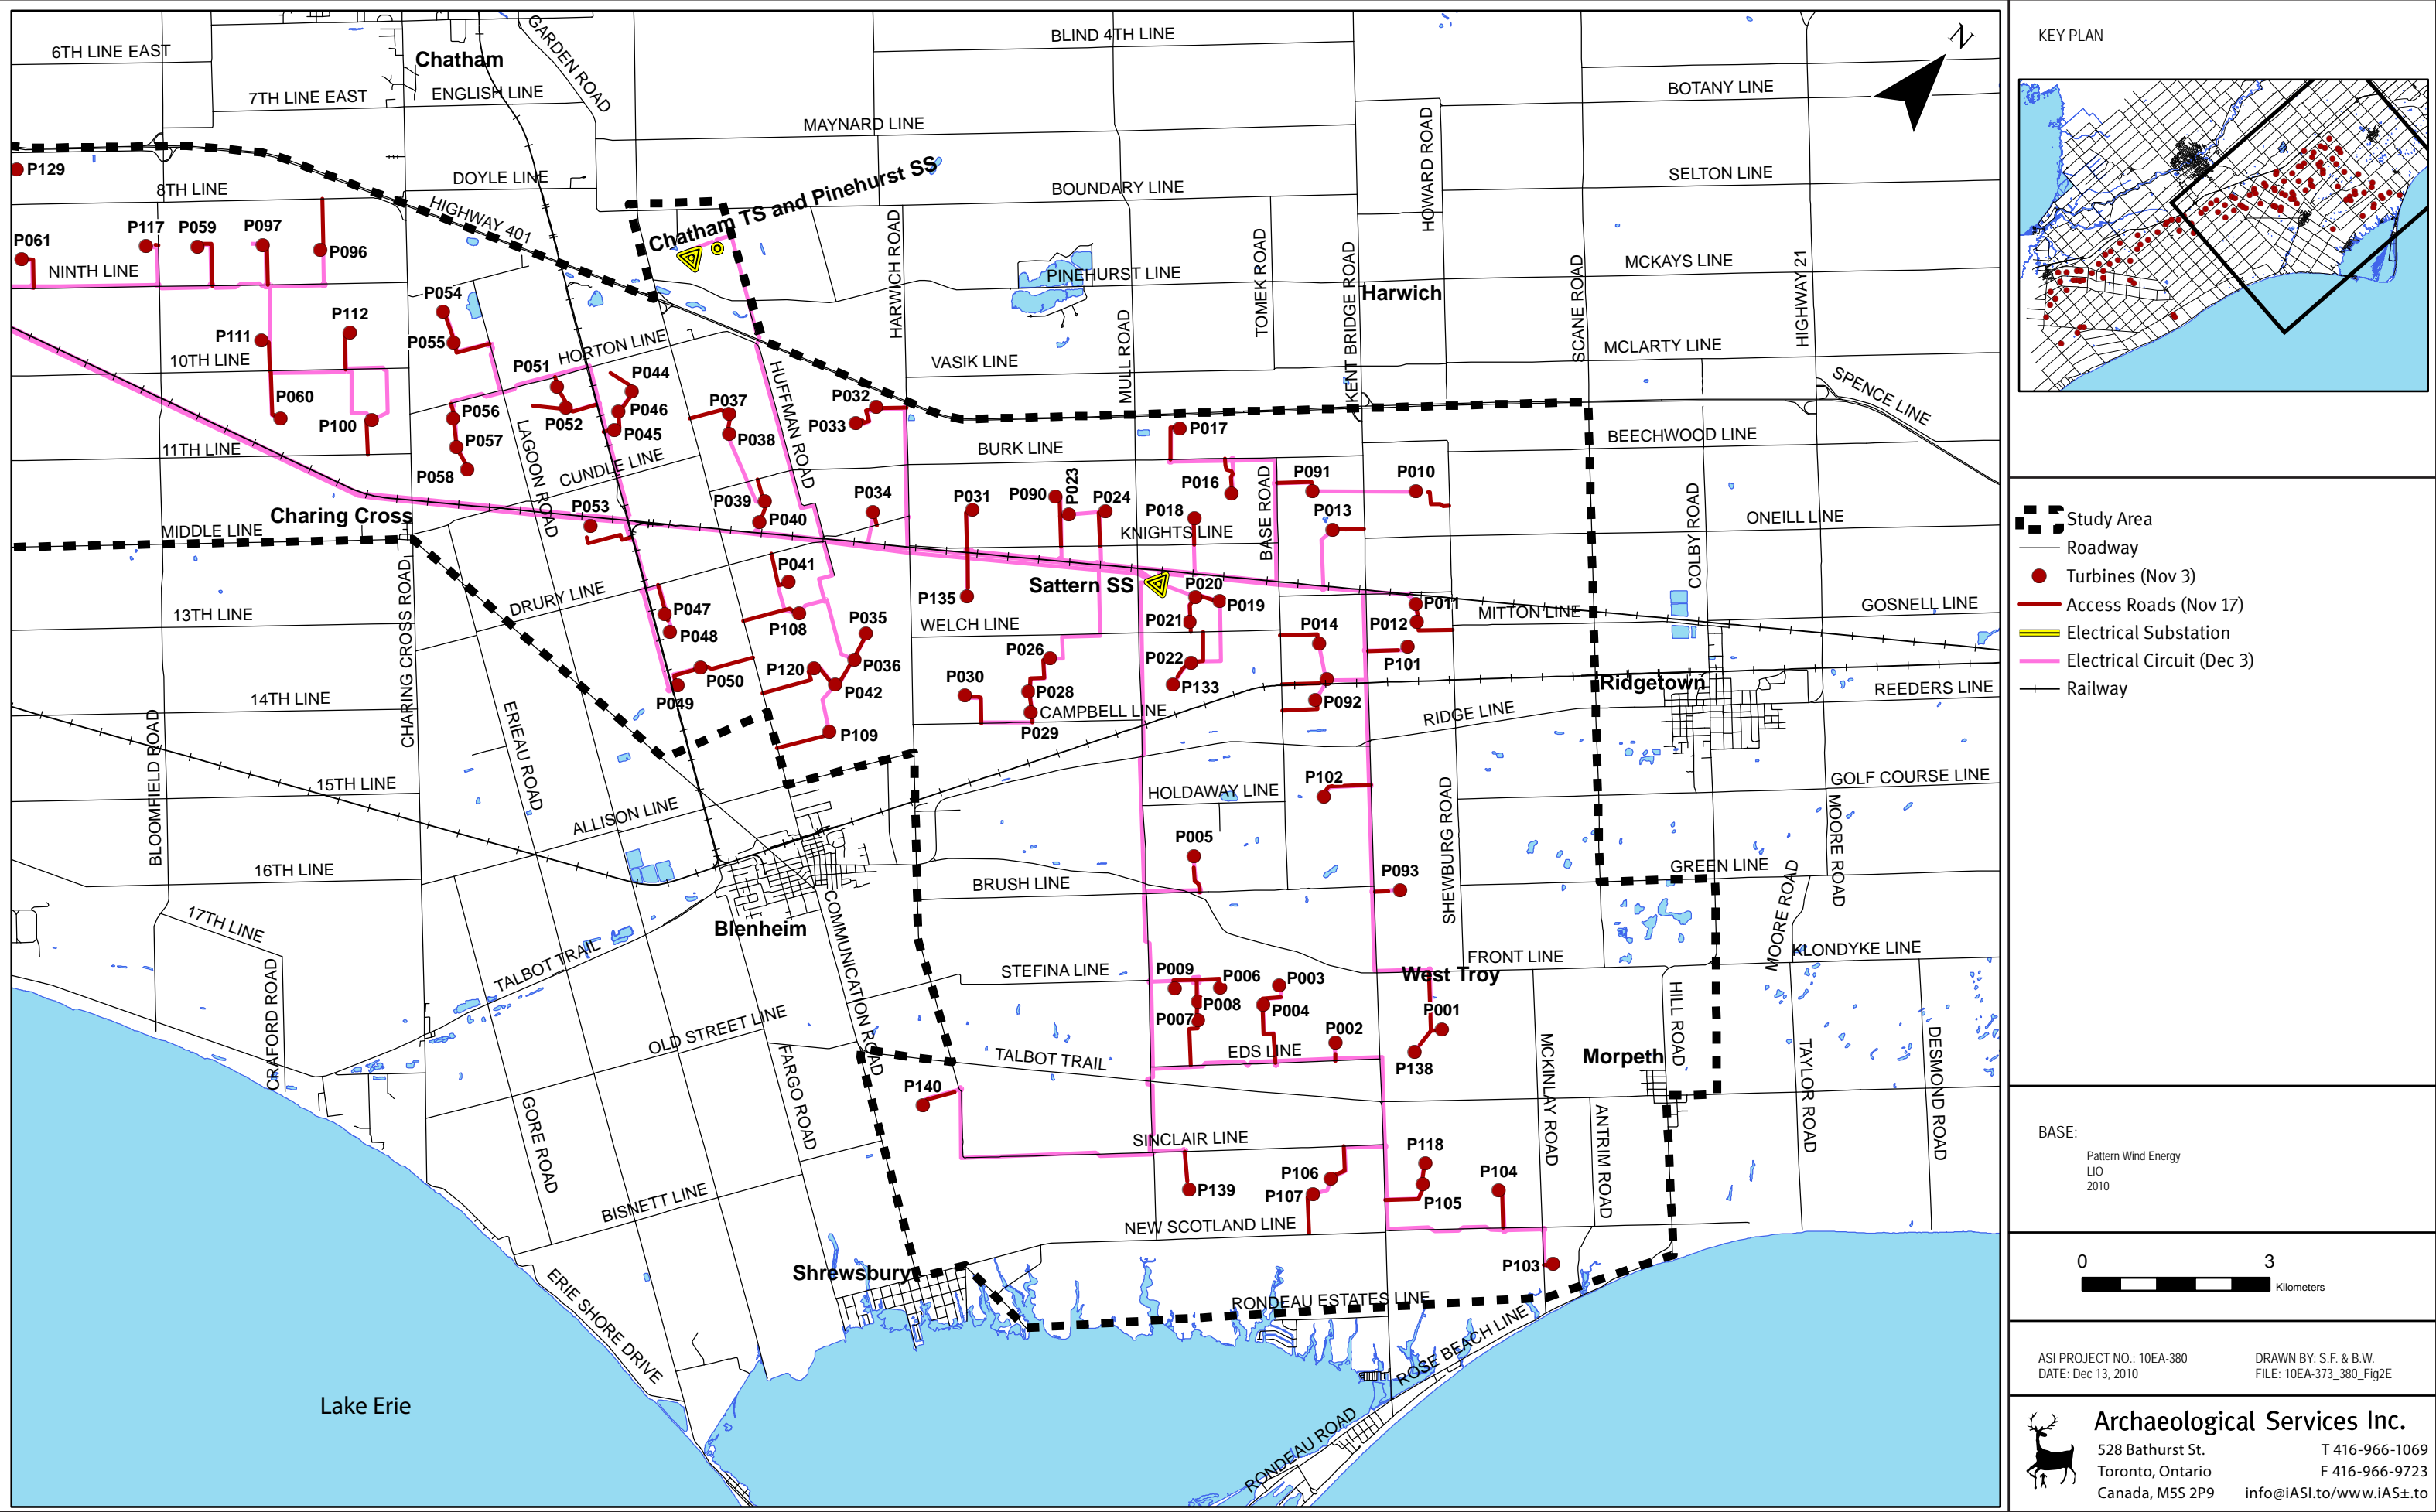 BLIND 4TH LINE
6TH LINE EAST
Chatham
GARDEN ROAD
7TH LINE EAST
ENGLISH LINE
BOTANY LINE
MAYNARD LINE
HOWARD ROAD
N
P129
8TH LINE
DOYLE LINE
HIGHWAY 401
Chatham TS and Pinehurst SS
BOUNDARY LINE
SELTON LINE
P061
P117
P059
P097
P096
NINTH LINE
HARWICH ROAD
PINEHURST LINE
TOMEK ROAD
KENT BRIDGE ROAD
Harwich
SCANE ROAD
MCKAYS LINE
HIGHWAY 21
P054
P055
P111
P112
10TH LINE
P051
HORTON LINE
P044
P046
P045
P052
HUFFMAN ROAD
VASIK LINE
MULL ROAD
MCLARTY LINE
SPENCE LINE
P060
P100
P056
P057
P058
LAGOON ROAD
CUNDLE LINE
P037
P038
P032
P033
P017
11TH LINE
BURK LINE
BEECHWOOD LINE
P053
P039
P040
P034
P031
P090
P023
P024
P018
P016
BASE ROAD
P091
P010
P013
COLBY ROAD
ONEILL LINE
Charing Cross
MIDDLE LINE
KNIGHTS LINE
CHARING CROSS ROAD
DRURY LINE
P041
P108
P135
Sattern SS
P020
P019
P021
P011
P012
MITTON LINE
GOSNELL LINE
13TH LINE
P047
P048
P035
P036
WELCH LINE
P014
P101
P026
P022
P133
P120
P042
P050
P049
P030
P028
CAMPBELL LINE
P029
P092
RIDGE LINE
Ridgetown
REEDERS LINE
14TH LINE
BLOOMFIELD ROAD
ERIEAU ROAD
P109
15TH LINE
ALLISON LINE
HOLDAWAY LINE
P102
SHEWBURG ROAD
GOLF COURSE LINE
MOORE ROAD
P005
16TH LINE
BRUSH LINE
P093
GREEN LINE
MOORE ROAD
17TH LINE
Blenheim
COMMUNICATION ROAD
TALBOT TRAIL
FRONT LINE
KLONDYKE LINE
CRAFORD ROAD
STEFINA LINE
P009
P006
P008
P007
P003
P004
West Troy
P001
P002
P138
HILL ROAD
OLD STREET LINE
FARGO ROAD
TALBOT TRAIL
EDS LINE
MCKINLAY ROAD
Morpeth
TAYLOR ROAD
DESMOND ROAD
GORE ROAD
P140
SINCLAIR LINE
P118
P104
ANTRIM ROAD
P139
P106
P107
P105
BISNETT LINE
NEW SCOTLAND LINE
P103
Shrewsbury
ERIE SHORE DRIVE
RONDEAU ESTATES LINE
ROSE BEACH LINE
Lake Erie
RONDEAU ROAD
KEY PLAN
Study Area
Roadway
Turbines (Nov 3)
Access Roads (Nov 17)
Electrical Substation
Electrical Circuit (Dec 3)
Railway
BASE:
Pattern Wind Energy
LIO
2010
0 3
Kilometers
ASI PROJECT NO.: 10EA-380 DRAWN BY: S.F. & B.W.
DATE: Dec 13, 2010 FILE: 10EA-373_380_Fig2E
Archaeological Services Inc.
528 Bathurst St. T 416-966-1069
Toronto, Ontario F 416-966-9723
Canada, M5S 2P9 info@iASI.to/www.iAS±.to